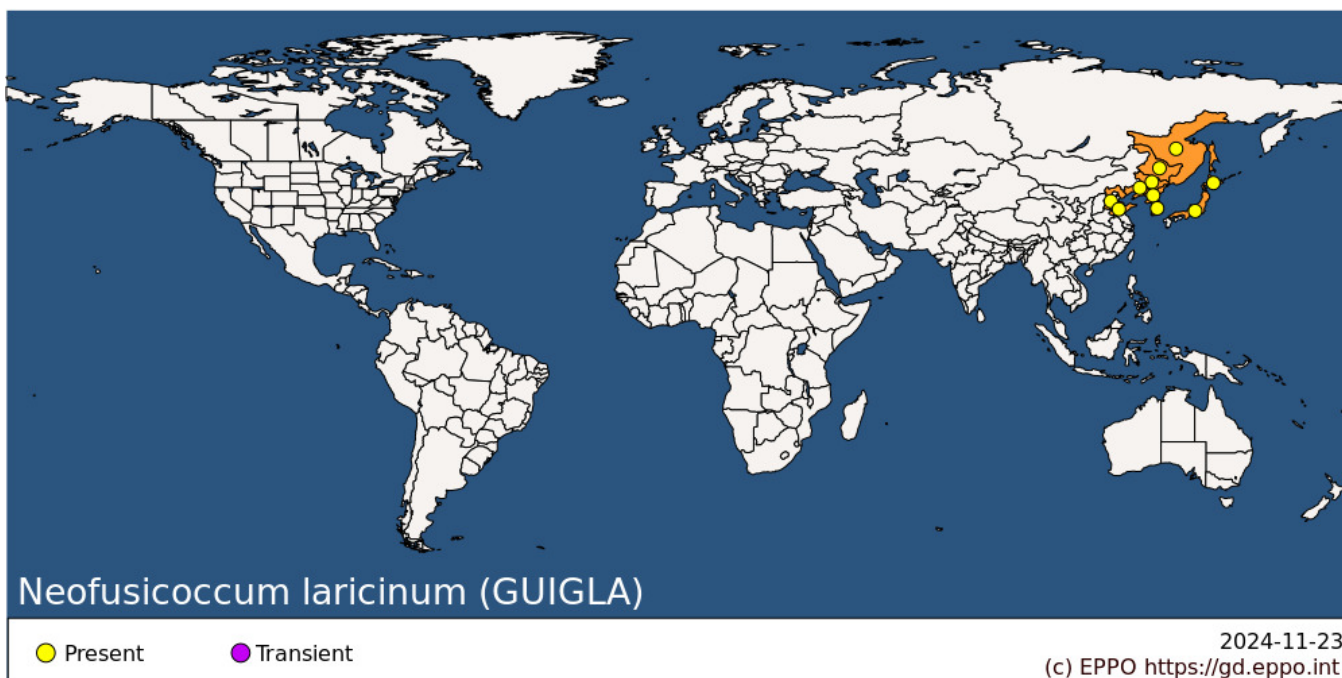 Neofusicoccum laricinum (GUIGLA)
Present
Transient
2024-11-23
(c) EPPO https://gd.eppo.int